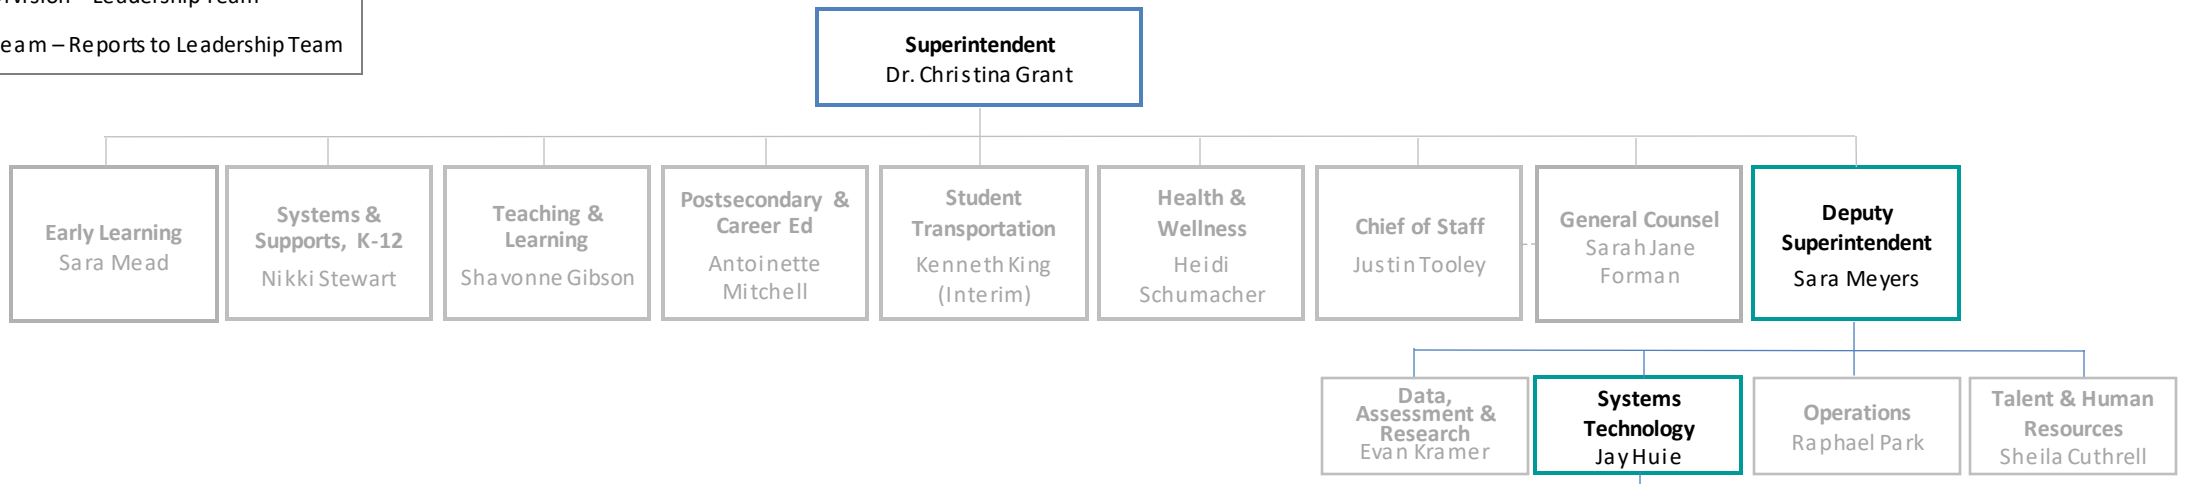 Leadership Team
eam – Reports to Leadership Team
Superintendent
Dr. Christina Grant
Early Learning
Sara Mead
Systems &
Supports, K-12
Nikki Stewart
Teaching &
Learning
Shavonne Gibson
Postsecondary &
Career Ed
Antoinette
Mitchell
Student
Transportation
Kenneth King
(Interim)
Health &
Wellness
Heidi
Schumacher
Chief of Staff
Justin Tooley
General Counsel
Sarah Jane
Forman
Deputy
Superintendent
Sara Meyers
Data,
Assessment &
Research
Evan Kramer
Systems
Technology
Jay Huie
Operations
Raphael Park
Talent & Human
Resources
Sheila Cuthrell